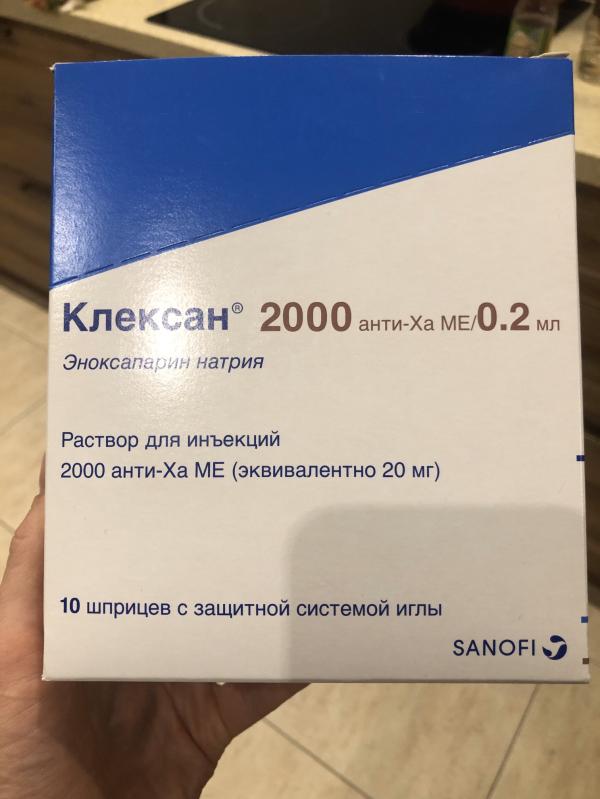 Клексан® 2000 анти-Ха МЕ/0.2 мл
Эноксапарин натрия
Раствор для инъекций
2000 анти-Ха МЕ (эквивалентно 20 мг)
10 шприцев с защитной системой иглы
SANOFI